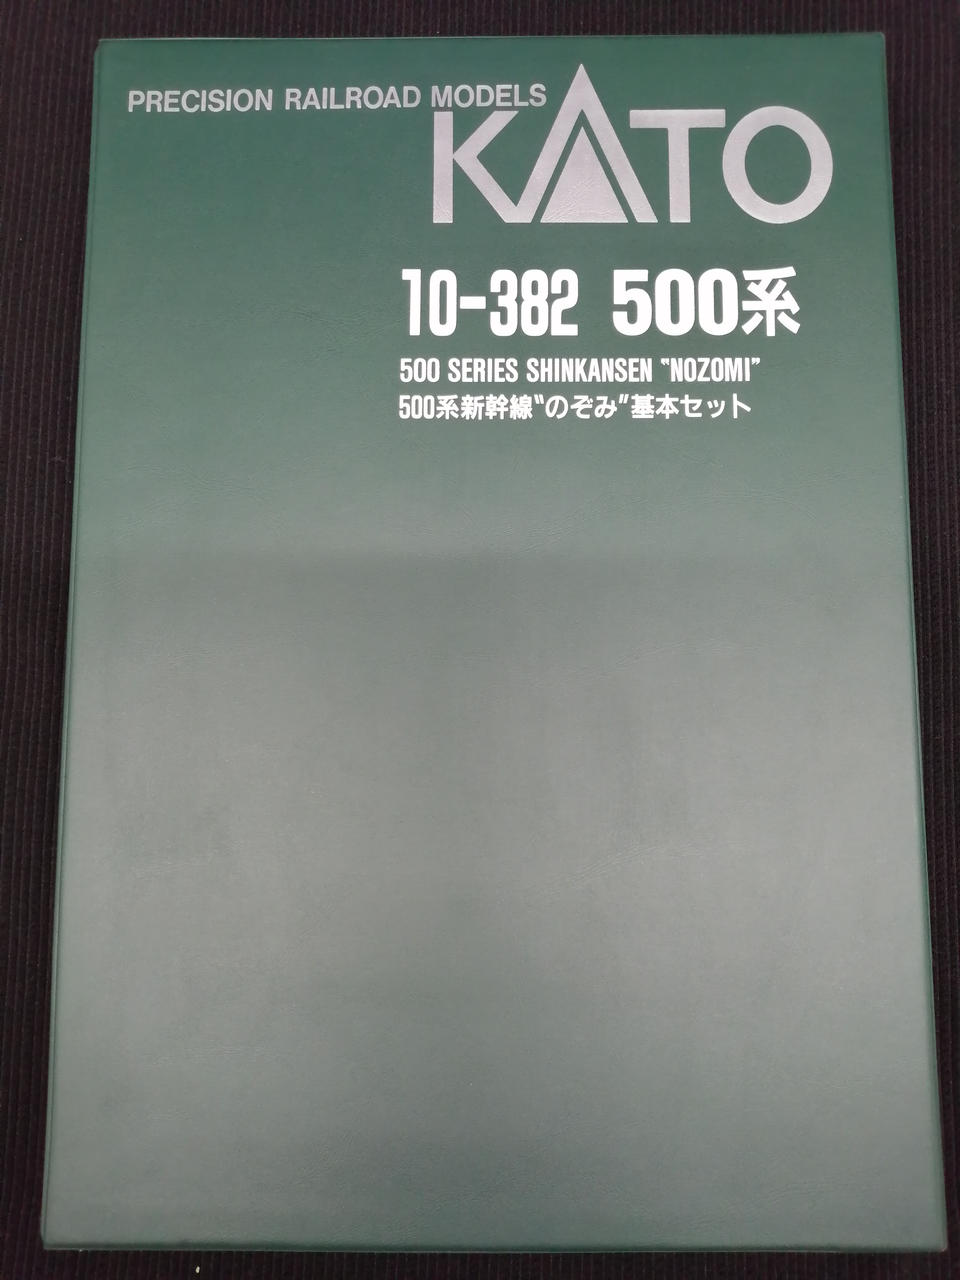 PRECISION RAILROAD MODELS
KATO
10-382 500系
500 SERIES SHINKANSEN “NOZOMI”
500系新幹線“のぞみ”基本セット